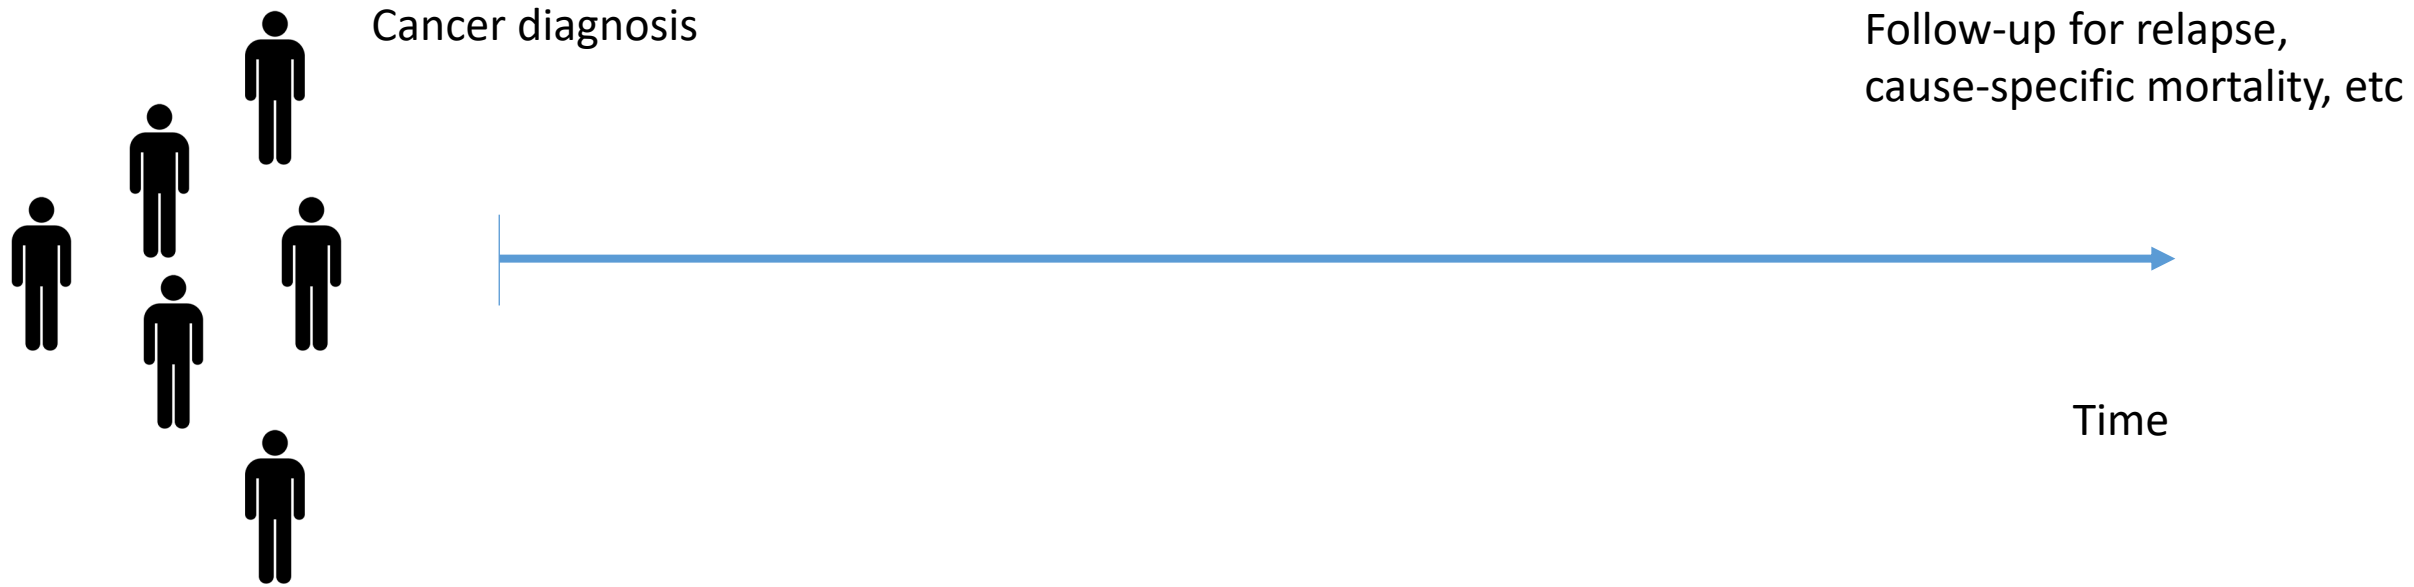 Cancer diagnosis
Follow-up for relapse,
cause-specific mortality, etc
Time